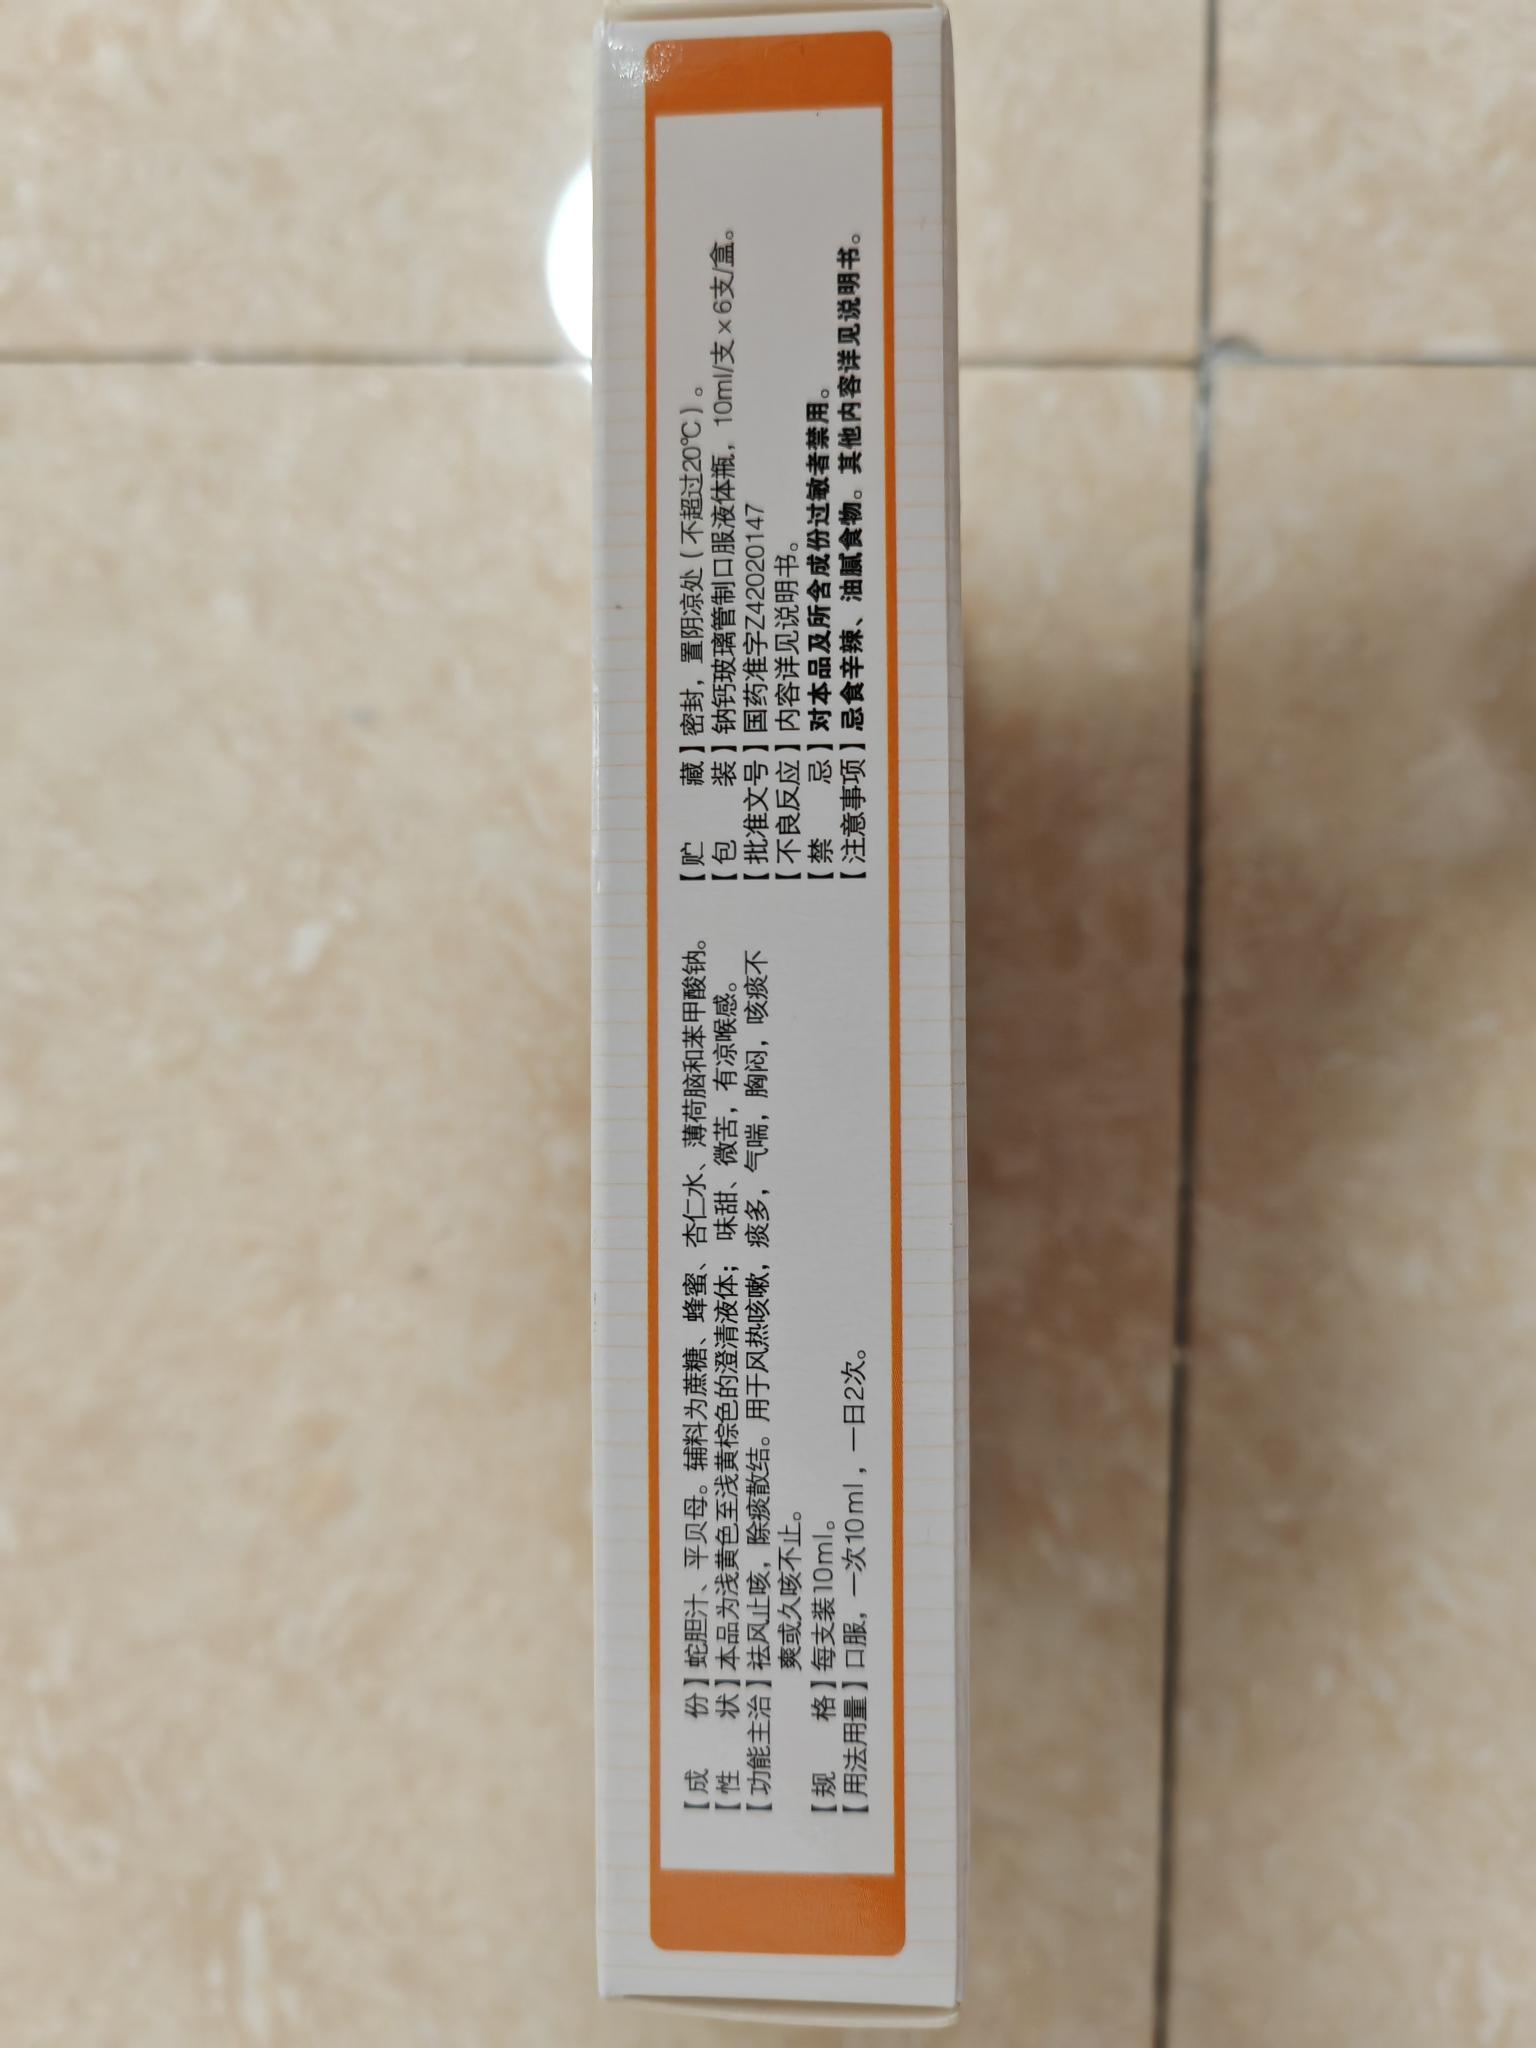 【成　　份】蛇胆汁、平贝母。辅料为蔗糖、蜂蜜、杏仁水、薄荷脑和苯甲酸钠。
【性　　状】本品为浅黄色至浅黄棕色的澄清液体；味甜、微苦，有凉喉感。
【功能主治】祛风止咳，除痰散结。用于风热咳嗽，痰多，气喘，胸闷，咳痰不
爽或久咳不止。
【规　　格】每支装10ml。
【用法用量】口服，一次10ml，一日2次。
【贮　　藏】密封，置阴凉处（不超过20℃）。
【包　　装】钠钙玻璃管制口服液体瓶，10ml/支×6支/盒。
【批准文号】国药准字Z42020147
【不良反应】内容详见说明书。
【禁　　忌】对本品及所含成份过敏者禁用。
【注意事项】忌食辛辣、油腻食物。其他内容详见说明书。